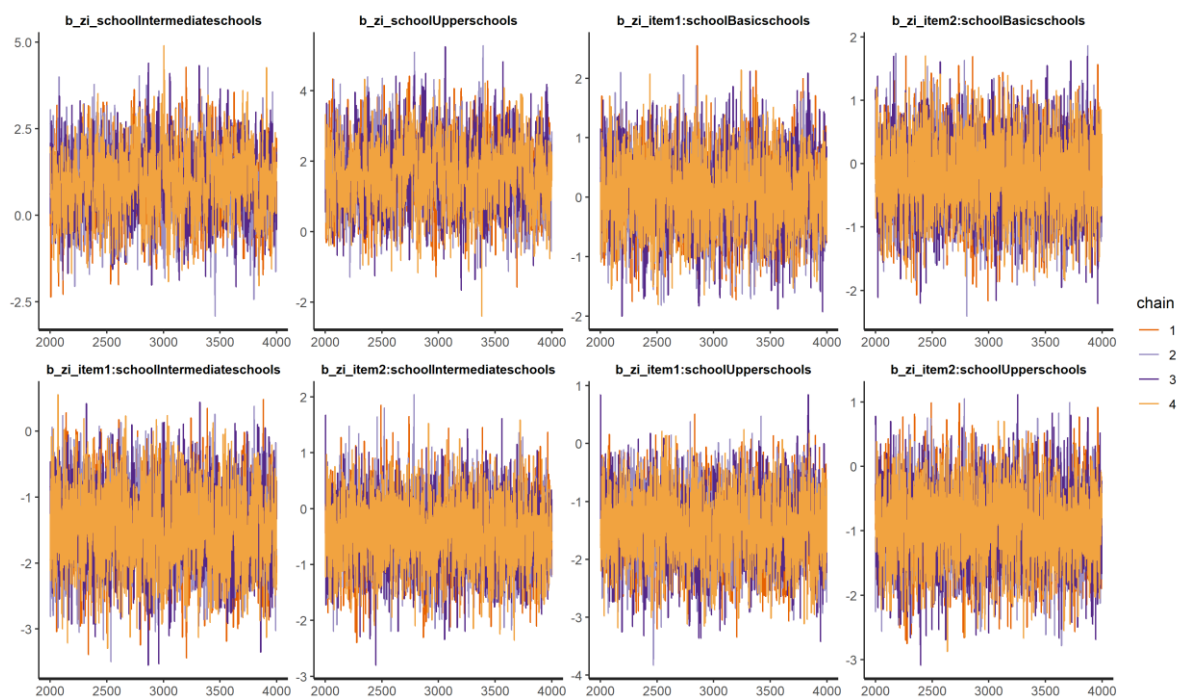 b_zi_schoolIntermediateschools
b_zi_schoolUpperschools
b_zi_item1:schoolBasicschools
b_zi_item2:schoolBasicschools
5.0
2.5
0.0
-2.5
2000 2500 3000 3500 4000
4
2
0
-2
2000 2500 3000 3500 4000
2
1
0
-1
-2
2000 2500 3000 3500 4000
2
1
0
-1
-2
2000 2500 3000 3500 4000
b_zi_item1:schoolIntermediateschools
b_zi_item2:schoolIntermediateschools
b_zi_item1:schoolUpperschools
b_zi_item2:schoolUpperschools
0
-1
-2
-3
2000 2500 3000 3500 4000
2
1
0
-1
-2
-3
2000 2500 3000 3500 4000
1
0
-1
-2
-3
-4
2000 2500 3000 3500 4000
1
0
-1
-2
-3
2000 2500 3000 3500 4000
chain
1
2
3
4